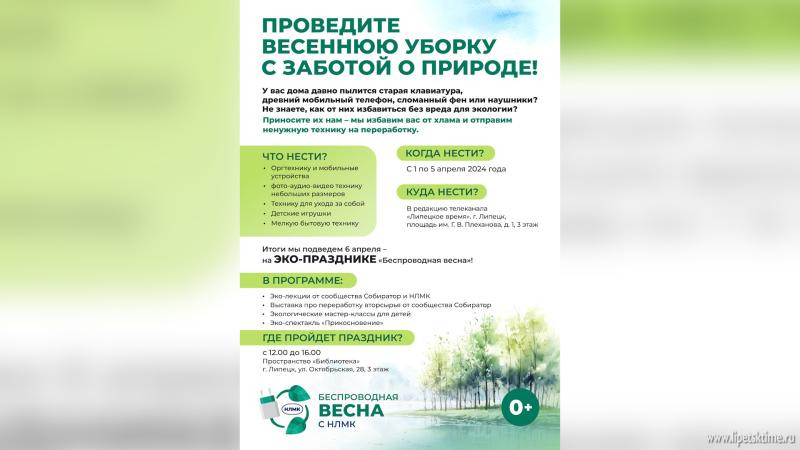 ПРОВЕДИТЕ
ВЕСЕННЮЮ УБОРКУ
С ЗАБОТОЙ О ПРИРОДЕ!
У вас дома давно пылится старая клавиатура,
древний мобильный телефон, сломанный фен или наушники?
Не знаете, как от них избавиться без вреда для экологии?
Приносите их нам – мы избавим вас от хлама и отправим
ненужную технику на переработку.
ЧТО НЕСТИ?
• Оргтехнику и мобильные
устройства
• фото-аудио-видео технику
небольших размеров
• Технику для ухода за собой
• Детские игрушки
• Мелкую бытовую технику
КОГДА НЕСТИ?
С 1 по 5 апреля 2024 года
КУДА НЕСТИ?
В редакцию телеканала
«Липецкое время». г. Липецк,
площадь им. Г. В. Плеханова, д. 1, 3 этаж
Итоги мы подведем 6 апреля –
на ЭКО-ПРАЗДНИКЕ «Беспроводная весна»!
В ПРОГРАММЕ:
• Эко-лекции от сообщества Собиратор и НЛМК
• Выставка про переработку вторсырья от сообщества Собиратор
• Экологические мастер-классы для детей
• Эко-спектакль «Прикосновение»
ГДЕ ПРОЙДЕТ ПРАЗДНИК?
с 12.00 до 16.00
Пространство «Библиотека»
г. Липецк, ул. Октябрьская, 28, 3 этаж
НЛМК
БЕСПРОВОДНАЯ
ВЕСНА
С НЛМК
0+
www.lipetsktime.ru